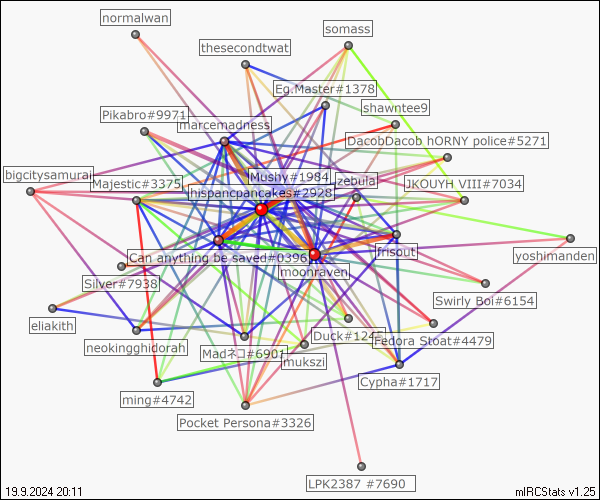 normalwan
somass
thesecondtwat
Eg.Master#1378
shawntee9
Pikabro#9971
marcemadness
DacobDacob hORNY police#5271
bigcitysamurai
Majestic#3375
Mushy#1984
zebulal
JKOUYH VIII#7034
hispancpancakes#2928
Can anything be saved#0396
frisout
yoshimanden
moonraven
Silver#7938
Swirly Boi#6154
eliakith
neokingghidorah
Madネコ#6901
Duck#1245
Fedora Stoat#4479
mukszi
Cypha#1717
ming#4742
Pocket Persona#3326
LPK2387 #7690
19.9.2024 20:11
mIRCStats v1.25